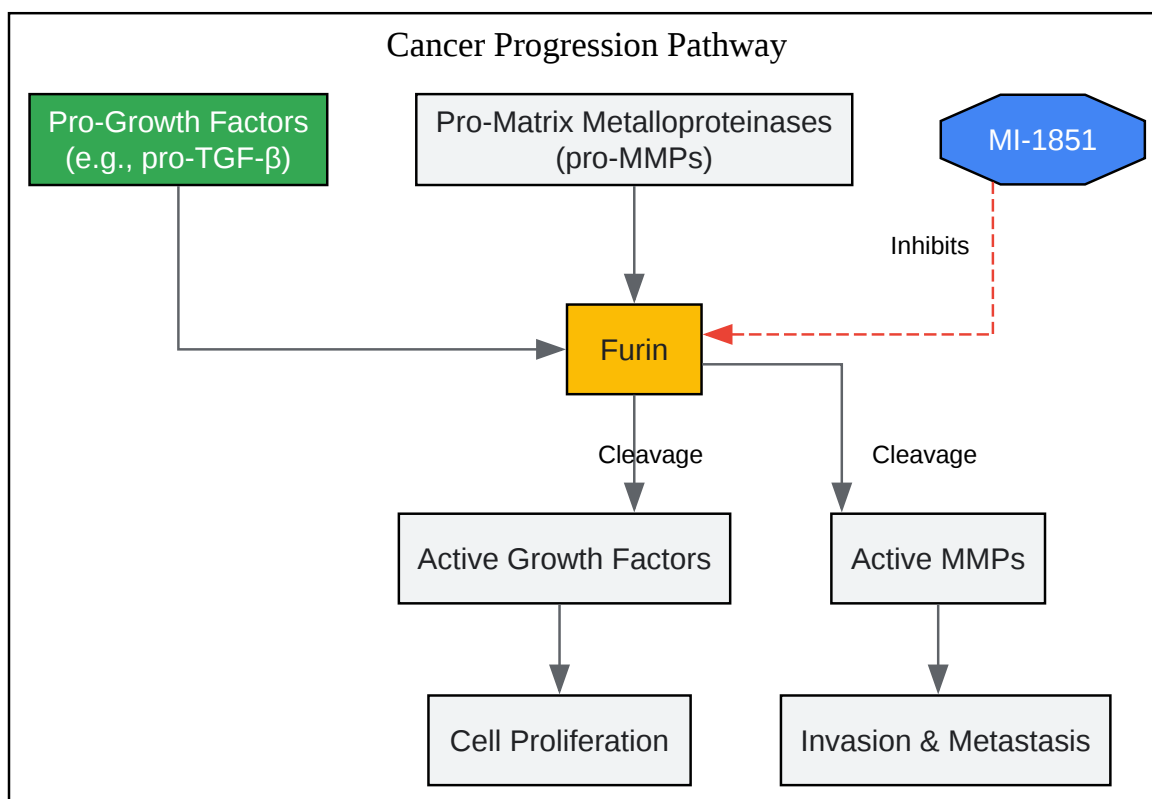 Cancer Progression Pathway
Pro-Growth Factors
(e.g., pro-TGF-β)
Pro-Matrix Metalloproteinases
(pro-MMPs)
MI-1851
Inhibits
Furin
Cleavage
Cleavage
Active Growth Factors
Active MMPs
Cell Proliferation
Invasion & Metastasis